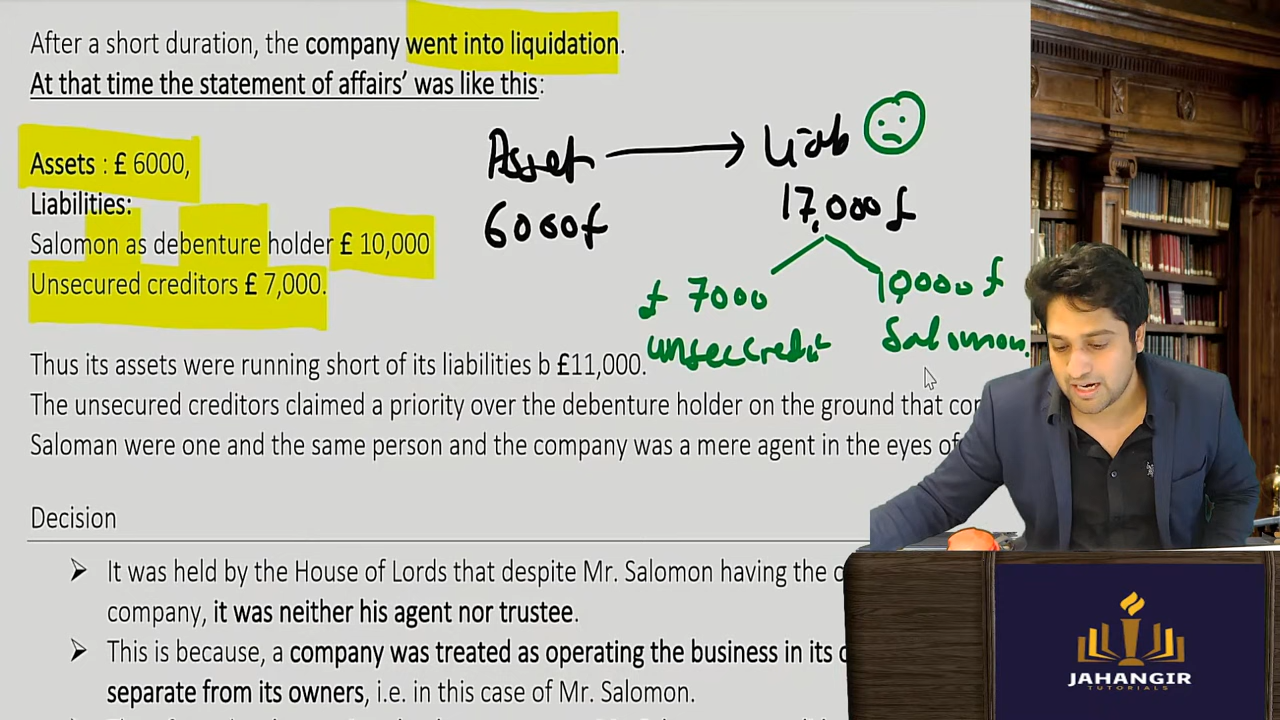 After a short duration, the company went into liquidation.
At that time the statement of affairs’ was like this:
Assets : £ 6000,
Liabilities:
Salomon as debenture holder £ 10,000
Unsecured creditors £ 7,000.
Asset → Liab
6000£
17,000£
£ 7000
10000 £
unsec credit
Salomon.
Thus its assets were running short of its liabilities b £11,000.
The unsecured creditors claimed a priority over the debenture holder on the ground that
Saloman were one and the same person and the company was a mere agent in the eyes of
Decision
➢ It was held by the House of Lords that despite Mr. Salomon having the
company, it was neither his agent nor trustee.
➢ This is because, a company was treated as operating the business in its
separate from its owners, i.e. in this case of Mr. Salomon.
JAHANGIR
TUTORIALS